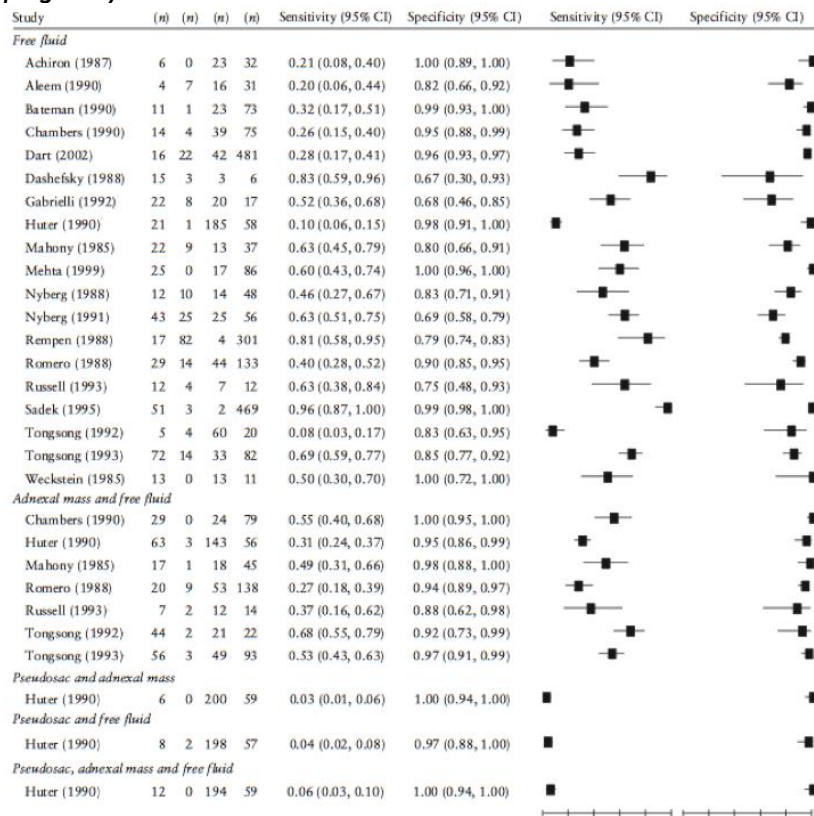 Study (n) (n) (n) (n) Sensitivity (95% CI) Specificity (95% CI) Sensitivity (95% CI) Specificity (95% CI)
Free fluid
Achiron (1987) 6 0 23 32 0.21 (0.08, 0.40) 1.00 (0.89, 1.00)
Aleem (1990) 4 7 16 31 0.20 (0.06, 0.44) 0.82 (0.66, 0.92)
Bateman (1990) 11 1 23 73 0.32 (0.17, 0.51) 0.99 (0.93, 1.00)
Chambers (1990) 14 4 39 75 0.26 (0.15, 0.40) 0.95 (0.88, 0.99)
Dart (2002) 16 22 42 481 0.28 (0.17, 0.41) 0.96 (0.93, 0.97)
Dashefsky (1988) 15 3 3 6 0.83 (0.59, 0.96) 0.67 (0.30, 0.93)
Gabrielli (1992) 22 8 20 17 0.52 (0.36, 0.68) 0.68 (0.46, 0.85)
Huter (1990) 21 1 185 58 0.10 (0.06, 0.15) 0.98 (0.91, 1.00)
Mahony (1985) 22 9 13 37 0.63 (0.45, 0.79) 0.80 (0.66, 0.91)
Mehta (1999) 25 0 17 86 0.60 (0.43, 0.74) 1.00 (0.96, 1.00)
Nyberg (1988) 12 10 14 48 0.46 (0.27, 0.67) 0.83 (0.71, 0.91)
Nyberg (1991) 43 25 25 56 0.63 (0.51, 0.75) 0.69 (0.58, 0.79)
Rempen (1988) 17 82 4 301 0.81 (0.58, 0.95) 0.79 (0.74, 0.83)
Romero (1988) 29 14 44 133 0.40 (0.28, 0.52) 0.90 (0.85, 0.95)
Russell (1993) 12 4 7 12 0.63 (0.38, 0.84) 0.75 (0.48, 0.93)
Sadek (1995) 51 3 2 469 0.96 (0.87, 1.00) 0.99 (0.98, 1.00)
Tongsong (1992) 5 4 60 20 0.08 (0.03, 0.17) 0.83 (0.63, 0.95)
Tongsong (1993) 72 14 33 82 0.69 (0.59, 0.77) 0.85 (0.77, 0.92)
Weckstein (1985) 13 0 13 11 0.50 (0.30, 0.70) 1.00 (0.72, 1.00)
Adnexal mass and free fluid
Chambers (1990) 29 0 24 79 0.55 (0.40, 0.68) 1.00 (0.95, 1.00)
Huter (1990) 63 3 143 56 0.31 (0.24, 0.37) 0.95 (0.86, 0.99)
Mahony (1985) 17 1 18 45 0.49 (0.31, 0.66) 0.98 (0.88, 1.00)
Romero (1988) 20 9 53 138 0.27 (0.18, 0.39) 0.94 (0.89, 0.97)
Russell (1993) 7 2 12 14 0.37 (0.16, 0.62) 0.88 (0.62, 0.98)
Tongsong (1992) 44 2 21 22 0.68 (0.55, 0.79) 0.92 (0.73, 0.99)
Tongsong (1993) 56 3 49 93 0.53 (0.43, 0.63) 0.97 (0.91, 0.99)
Pseudosac and adnexal mass
Huter (1990) 6 0 200 59 0.03 (0.01, 0.06) 1.00 (0.94, 1.00)
Pseudosac and free fluid
Huter (1990) 8 2 198 57 0.04 (0.02, 0.08) 0.97 (0.88, 1.00)
Pseudosac, adnexal mass and free fluid
Huter (1990) 12 0 194 59 0.06 (0.03, 0.10) 1.00 (0.94, 1.00)